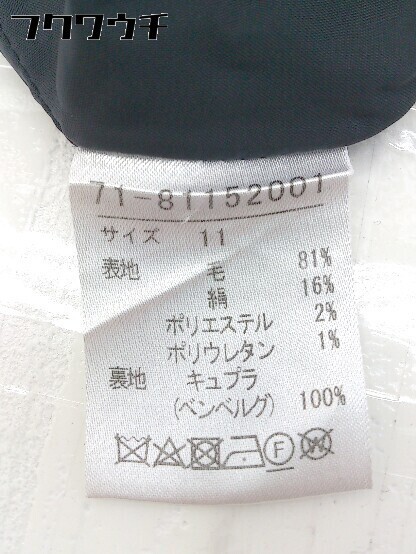 フクワウチ
71-81152001
サイズ 11
表地 毛 81%
絹 16%
ポリエステル 2%
ポリウレタン 1%
裏地 キュプラ
(ベンベルグ) 100%
F W